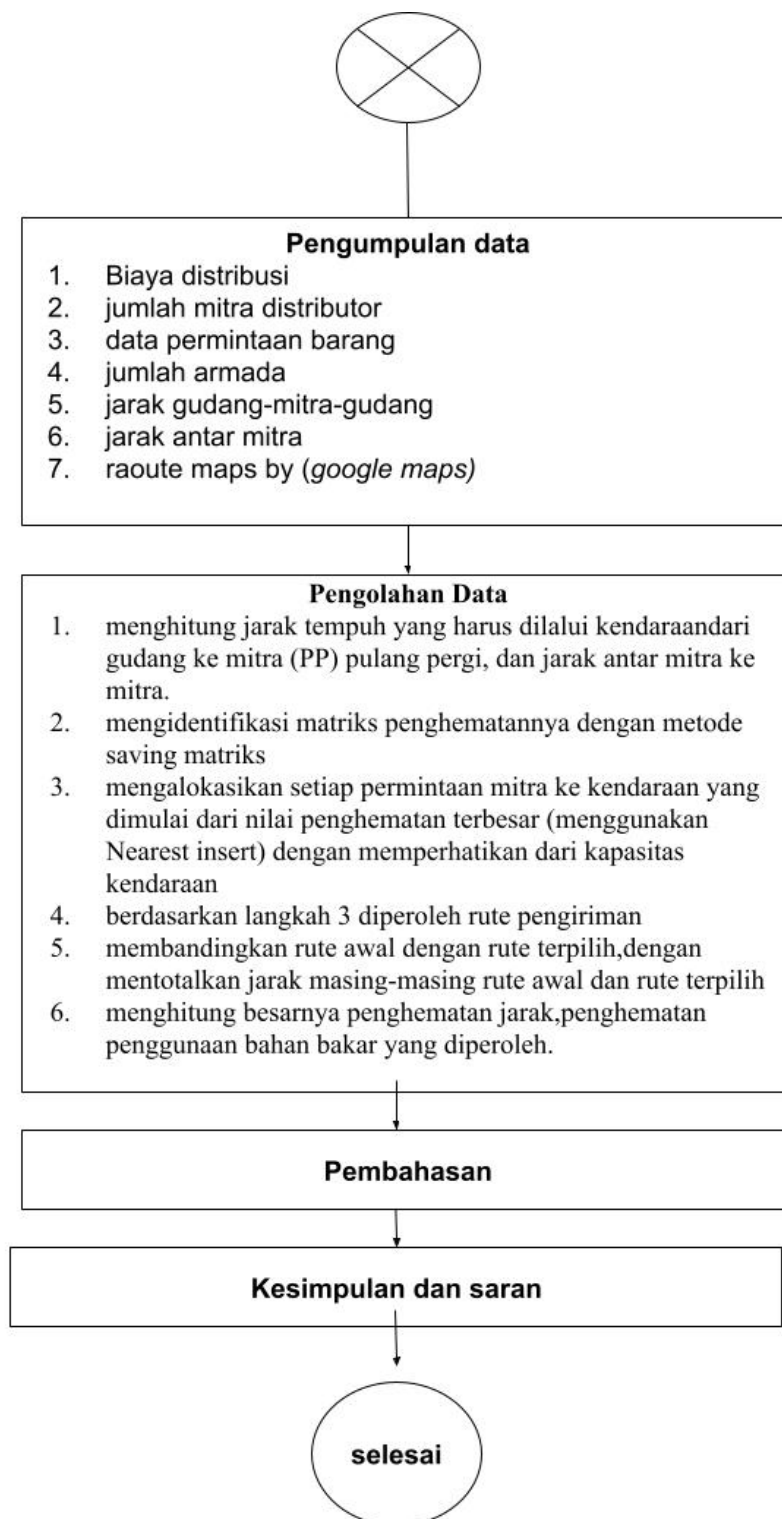 Pengumpulan data
1. Biaya distribusi
2. jumlah mitra distributor
3. data permintaan barang
4. jumlah armada
5. jarak gudang-mitra-gudang
6. jarak antar mitra
7. raoute maps by (google maps)
Pengolahan Data
1. menghitung jarak tempuh yang harus dilalui kendaraandari
gudang ke mitra (PP) pulang pergi, dan jarak antar mitra ke
mitra.
2. mengidentifikasi matriks penghematannya dengan metode
saving matriks
3. mengalokasikan setiap permintaan mitra ke kendaraan yang
dimulai dari nilai penghematan terbesar (menggunakan
Nearest insert) dengan memperhatikan dari kapasitas
kendaraan
4. berdasarkan langkah 3 diperoleh rute pengiriman
5. membandingkan rute awal dengan rute terpilih,dengan
mentotalkan jarak masing-masing rute awal dan rute terpilih
6. menghitung besarnya penghematan jarak,penghematan
penggunaan bahan bakar yang diperoleh.
Pembahasan
Kesimpulan dan saran
selesai